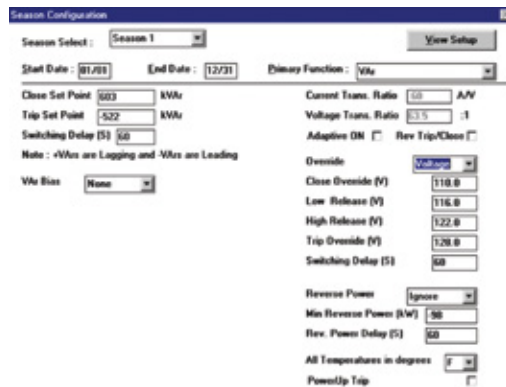 Season Configuration
Season Select : Season 1
View Setup
Start Date : 01/01 End Date : 12/31 Primary Function : VAr
Close Set Point 603 kVAr
Trip Set Point -522 kVAr
Switching Delay (S) 60
Note : +VArs are Lagging and -VArs are Leading
VAr Bias None
Current Trans. Ratio 60 A/V
Voltage Trans. Ratio 63.5 :1
Adaptive ON Rev Trip/Close
Override Voltage
Close Override (V) 110.0
Low Release (V) 116.0
High Release (V) 122.0
Trip Override (V) 128.0
Switching Delay (S) 60
Reverse Power Ignore
Min Reverse Power (kW) -90
Rev. Power Delay (S) 60
All Temperatures in degrees F
PowerUp Trip